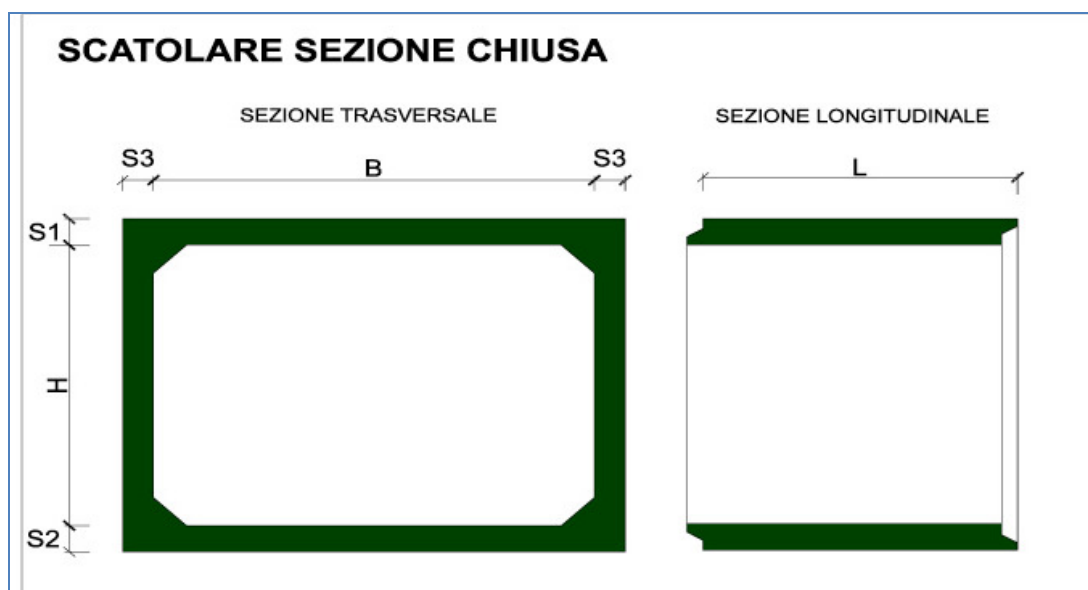 SCATOLARE SEZIONE CHIUSA
SEZIONE TRASVERSALE
SEZIONE LONGITUDINALE
S3
B
S3
L
S1
H
S2